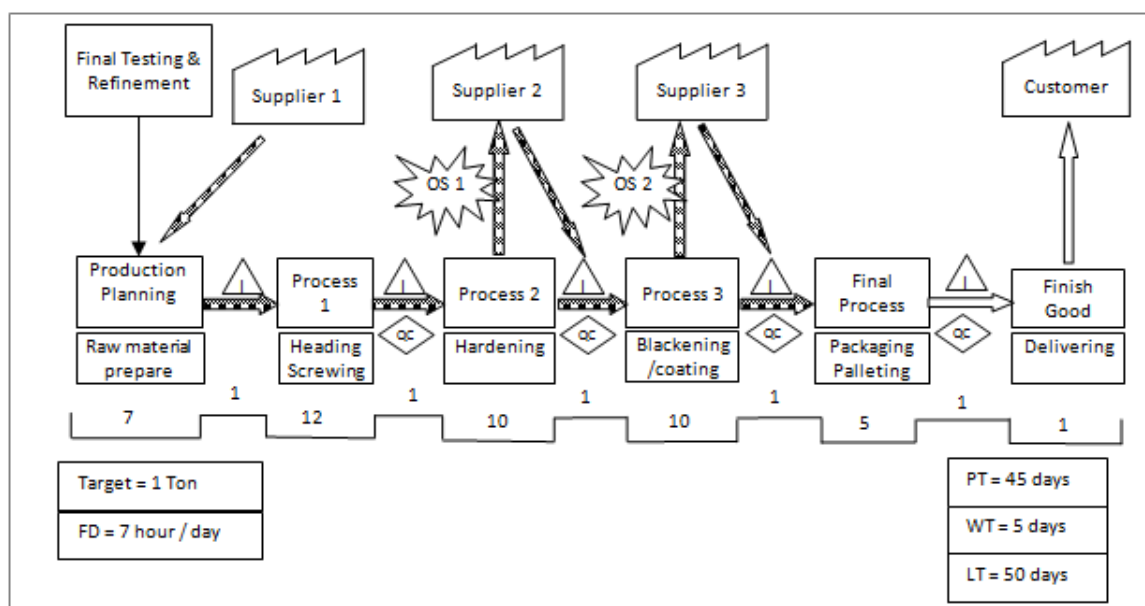 Final Testing &
Refinement
Supplier 1
Supplier 2
Supplier 3
Customer
OS 1
OS 2
Production
Planning
I
Process
1
I
Process 2
I
Process 3
I
Final
Process
I
Finish
Good
QC
QC
QC
QC
Raw material
prepare
Heading
Screwing
Hardening
Blackening
/coating
Packaging
Palleting
Delivering
7
1
12
1
10
1
10
1
5
1
1
Target = 1 Ton
FD = 7 hour / day
PT = 45 days
WT = 5 days
LT = 50 days